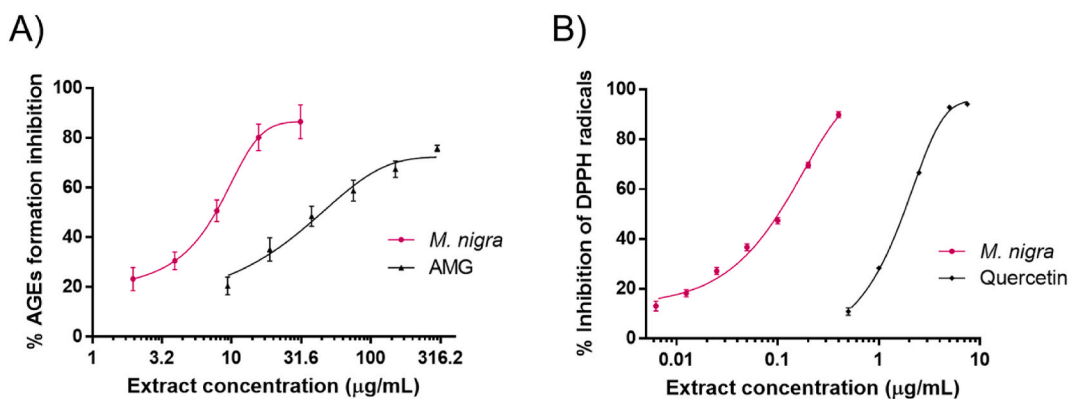 A)
% AGEs formation inhibition
100
80
60
40
20
0
1 3.2 10 31.6 100 316.2
Extract concentration (μg/mL)
M. nigra
AMG
B)
% Inhibition of DPPH radicals
100
80
60
40
20
0
0.01 0.1 1 10
Extract concentration (μg/mL)
M. nigra
Quercetin